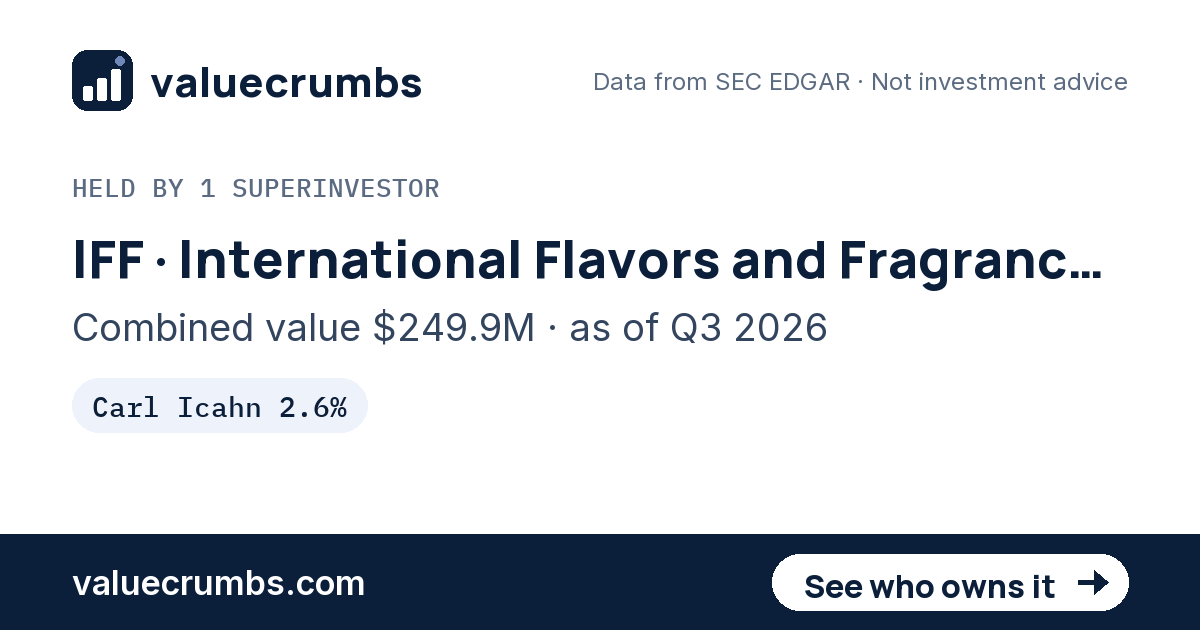 valuecrumbs
Data from SEC EDGAR · Not investment advice
HELD BY 1 SUPERINVESTOR
IFF · International Flavors and Fragranc…
Combined value $249.9M · as of Q3 2026
Carl Icahn 2.6%
valuecrumbs.com
See who owns it →